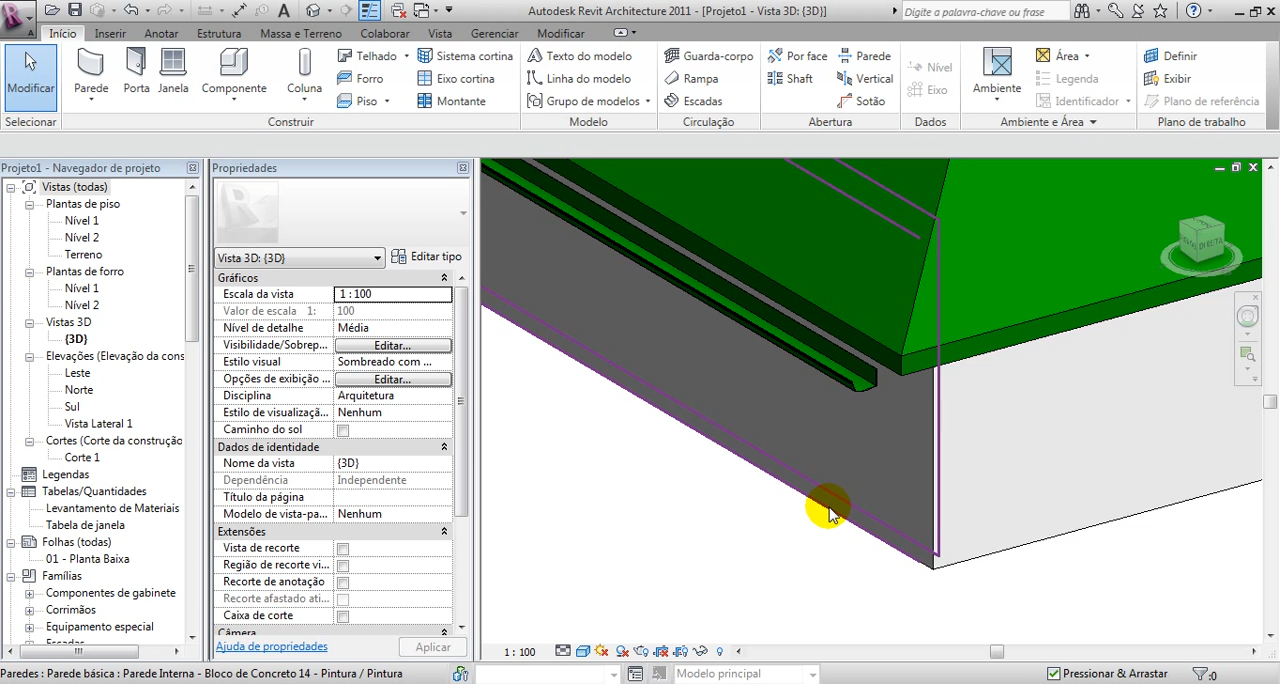 Autodesk Revit Architecture 2011 - [Projeto1 - Vista 3D: {3D}]
Digite a palavra-chave ou frase
Início Inserir Anotar Estrutura Massa e Terreno Colaborar Vista Gerenciar Modificar
Modificar
Parede
Porta
Janela
Componente
Coluna
Telhado
Forro
Piso
Sistema cortina
Eixo cortina
Montante
Texto do modelo
Linha do modelo
Grupo de modelos
Guarda-corpo
Rampa
Escadas
Por face
Shaft
Parede
Vertical
Sotão
Nível
Eixo
Ambiente
Área
Legenda
Identificador
Definir
Exibir
Plano de referência
Selecionar
Construir
Modelo
Circulação
Abertura
Dados
Ambiente e Área
Plano de trabalho
Projeto1 - Navegador de projeto
Vistas (todas)
Plantas de piso
Nível 1
Nível 2
Terreno
Plantas de forro
Nível 1
Nível 2
Vistas 3D
{3D}
Elevações (Elevação da cons
Leste
Norte
Sul
Vista Lateral 1
Cortes (Corte da construção
Corte 1
Legendas
Tabelas/Quantidades
Levantamento de Materiais
Tabela de janela
Folhas (todas)
01 - Planta Baixa
Famílias
Componentes de gabinete
Corrimãos
Equipamento especial
Escadas
Propriedades
Vista 3D: {3D}
Editar tipo
Gráficos
Escala da vista 1 : 100
Valor de escala 1: 100
Nível de detalhe Média
Visibilidade/Sobrep... Editar...
Estilo visual Sombreado com ...
Opções de exibição ... Editar...
Disciplina Arquitetura
Estilo de visualizaçã... Nenhum
Caminho do sol
Dados de identidade
Nome da vista {3D}
Dependência Independente
Título da página
Modelo de vista-pa... Nenhum
Extensões
Vista de recorte
Região de recorte vi...
Recorte de anotação
Recorte afastado ati...
Caixa de corte
Câmera
Ajuda de propriedades
Aplicar
DIREITA
1 : 100
Paredes : Parede básica : Parede Interna - Bloco de Concreto 14 - Pintura / Pintura
Modelo principal
Pressionar & Arrastar
:0